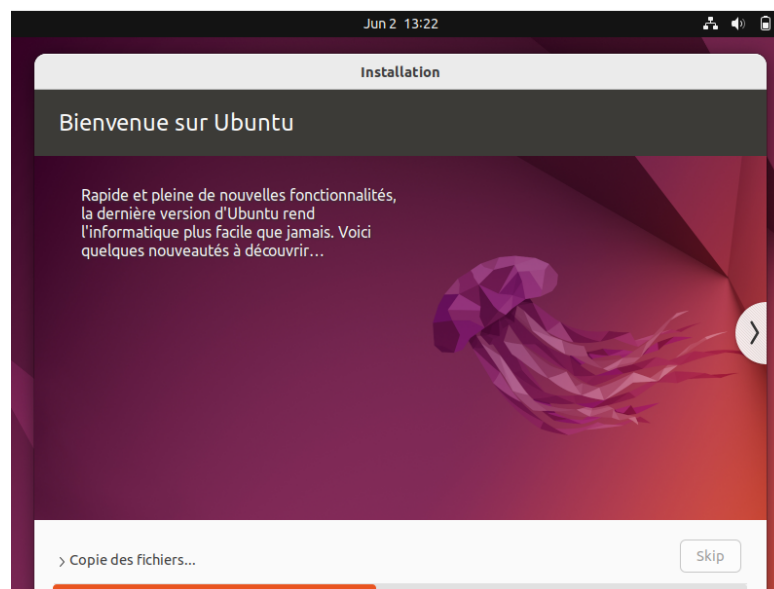 Jun 2 13:22
Installation
Bienvenue sur Ubuntu
Rapide et pleine de nouvelles fonctionnalités,
la dernière version d'Ubuntu rend
l'informatique plus facile que jamais. Voici
quelques nouveautés à découvrir…
Copie des fichiers...
Skip